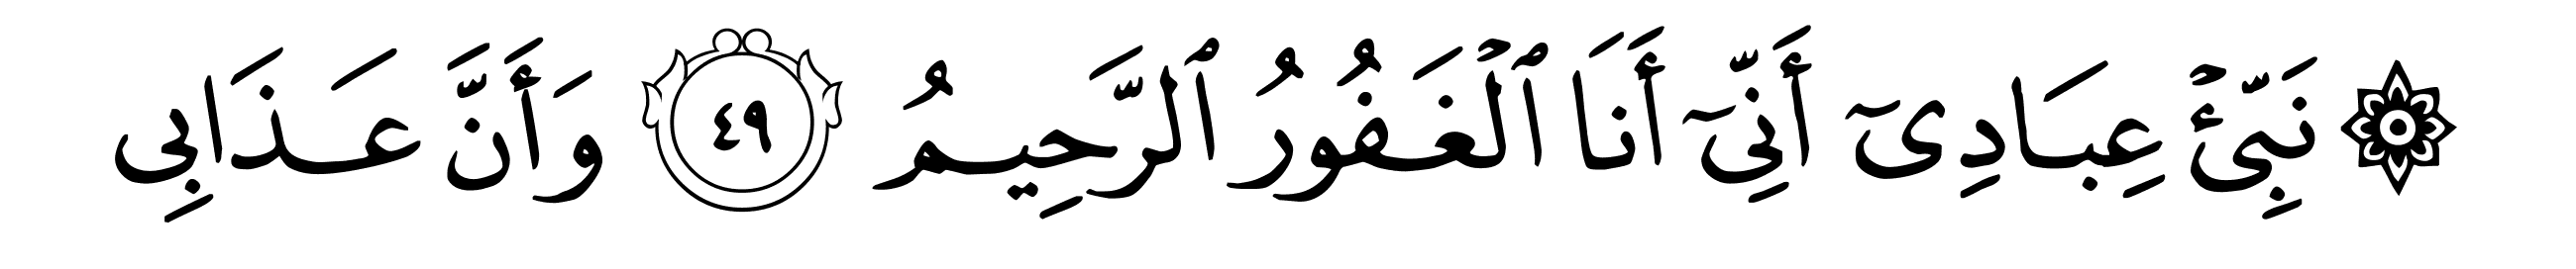 ۞ نَبِّئۡ عِبَادِىٓ أَنِّىٓ أَنَا ٱلۡغَفُورُ ٱلرَّحِيمُ ٤٩ وَأَنَّ عَذَابِي